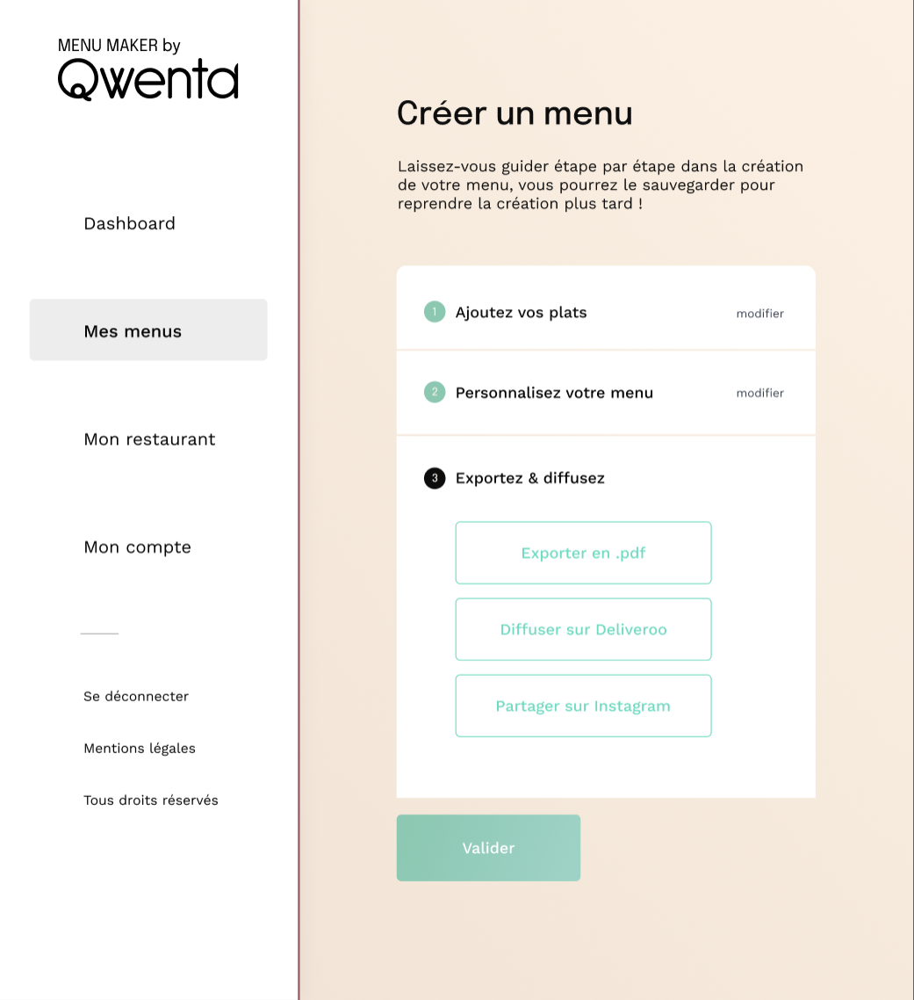 MENU MAKER by
Qwenta
Dashboard
Mes menus
Mon restaurant
Mon compte
Se déconnecter
Mentions légales
Tous droits réservés
Créer un menu
Laissez-vous guider étape par étape dans la création
de votre menu, vous pourrez le sauvegarder pour
reprendre la création plus tard !
1 Ajoutez vos plats modifier
2 Personnalisez votre menu modifier
3 Exportez & diffusez
Exporter en .pdf
Diffuser sur Deliveroo
Partager sur Instagram
Valider